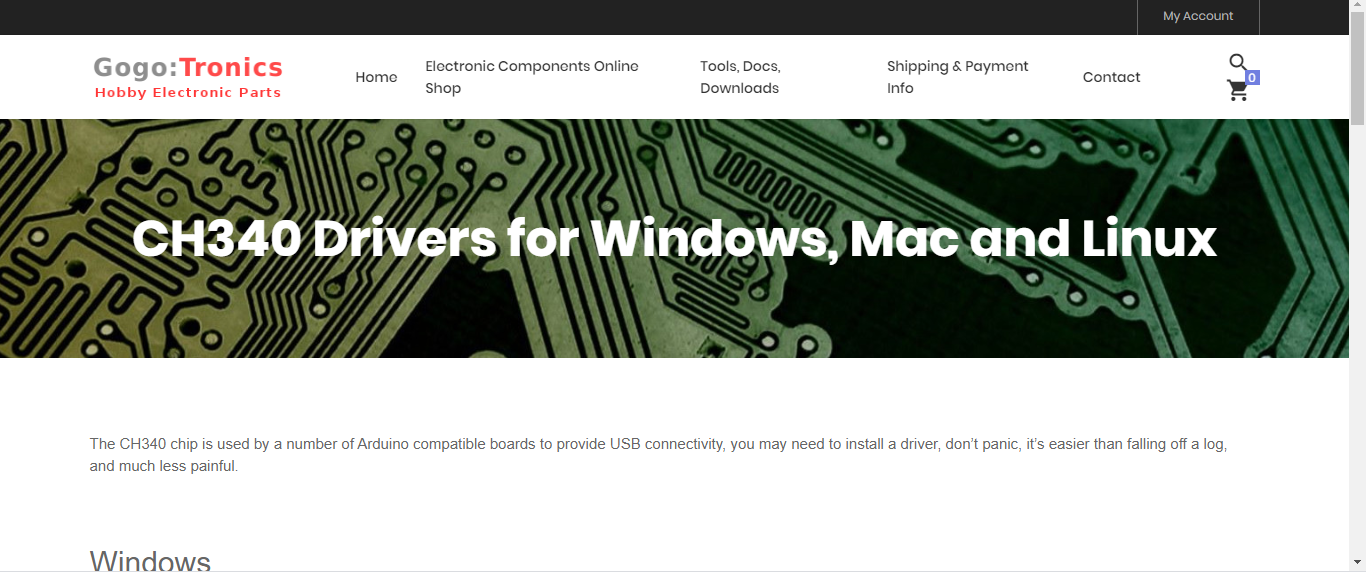 My Account
Gogo:Tronics
Hobby Electronic Parts
Home
Electronic Components Online
Shop
Tools, Docs,
Downloads
Shipping & Payment
Info
Contact
0
CH340 Drivers for Windows, Mac and Linux
The CH340 chip is used by a number of Arduino compatible boards to provide USB connectivity, you may need to install a driver, don’t panic, it’s easier than falling off a log,
and much less painful.
Windows